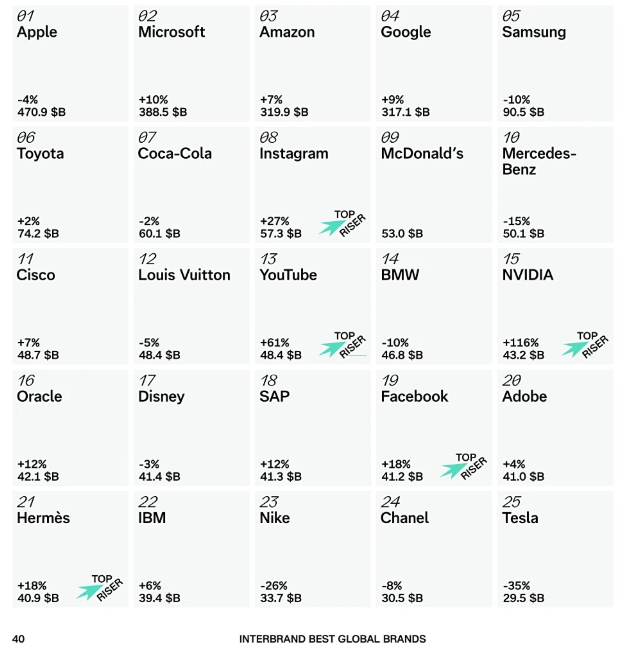 01
Apple
-4%
470.9 $B
02
Microsoft
+10%
388.5 $B
03
Amazon
+7%
319.9 $B
04
Google
+9%
317.1 $B
05
Samsung
-10%
90.5 $B
06
Toyota
+2%
74.2 $B
07
Coca-Cola
-2%
60.1 $B
08
Instagram
+27%
57.3 $B
TOP
RISER
09
McDonald's
53.0 $B
10
Mercedes-
Benz
-15%
50.1 $B
11
Cisco
+7%
48.7 $B
12
Louis Vuitton
-5%
48.4 $B
13
YouTube
+61%
48.4 $B
TOP
RISER
14
BMW
-10%
46.8 $B
15
NVIDIA
+116%
43.2 $B
TOP
RISER
16
Oracle
+12%
42.1 $B
17
Disney
-3%
41.4 $B
18
SAP
+12%
41.3 $B
19
Facebook
+18%
41.2 $B
TOP
RISER
20
Adobe
+4%
41.0 $B
21
Hermès
+18%
40.9 $B
TOP
RISER
22
IBM
+6%
39.4 $B
23
Nike
-26%
33.7 $B
24
Chanel
-8%
30.5 $B
25
Tesla
-35%
29.5 $B
40
INTERBRAND BEST GLOBAL BRANDS